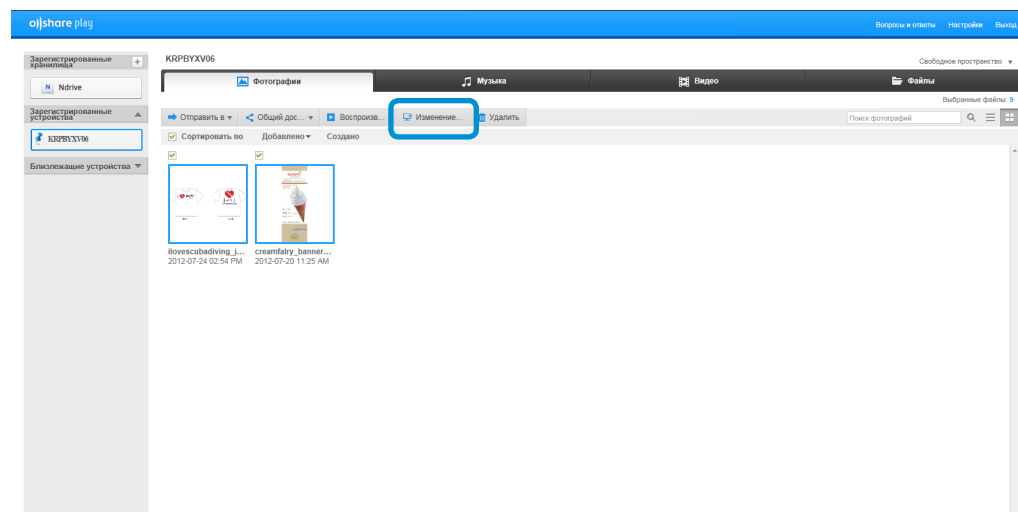 allshare play
Вопросы и ответы Настройки Выход
Зарегистрированные хранилища
Ndrive
Зарегистрированные устройства
KRPBYXV06
Близлежащие устройства
KRPBYXV06
Свободное пространство
Фотографии Музыка Видео Файлы
Выбранные файлы: 9
Отправить в Общий дос... Воспроизв... Изменение... Удалить
Поиск фотографий
Сортировать по Добавлено Создано
ilovescubadiving_j... creamfalry_banner...
2012-07-24 02:54 PM 2012-07-20 11:25 AM